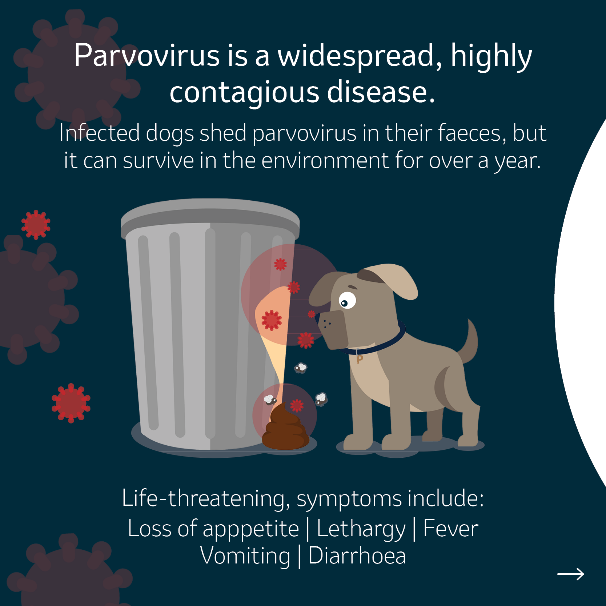 Parvovirus is a widespread, highly
contagious disease.
Infected dogs shed parvovirus in their faeces, but
it can survive in the environment for over a year.
P
Life-threatening, symptoms include:
Loss of apppetite | Lethargy | Fever
Vomiting | Diarrhoea